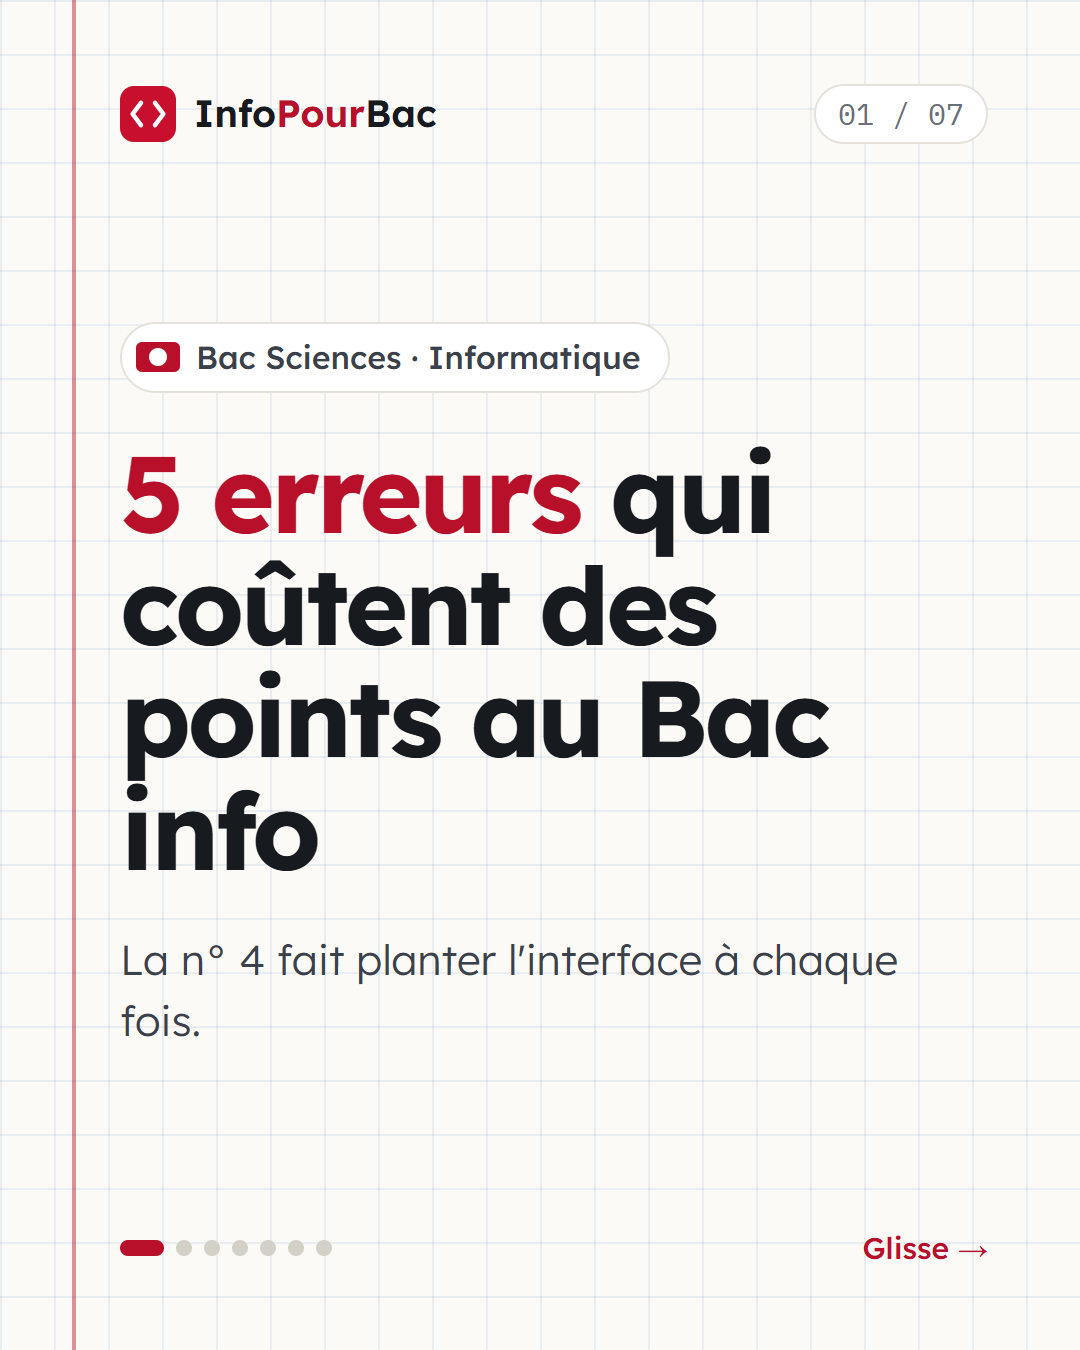 InfoPourBac
01 / 07
Bac Sciences · Informatique
5 erreurs qui
coûtent des
points au Bac
info
La n° 4 fait planter l'interface à chaque
fois.
Glisse →